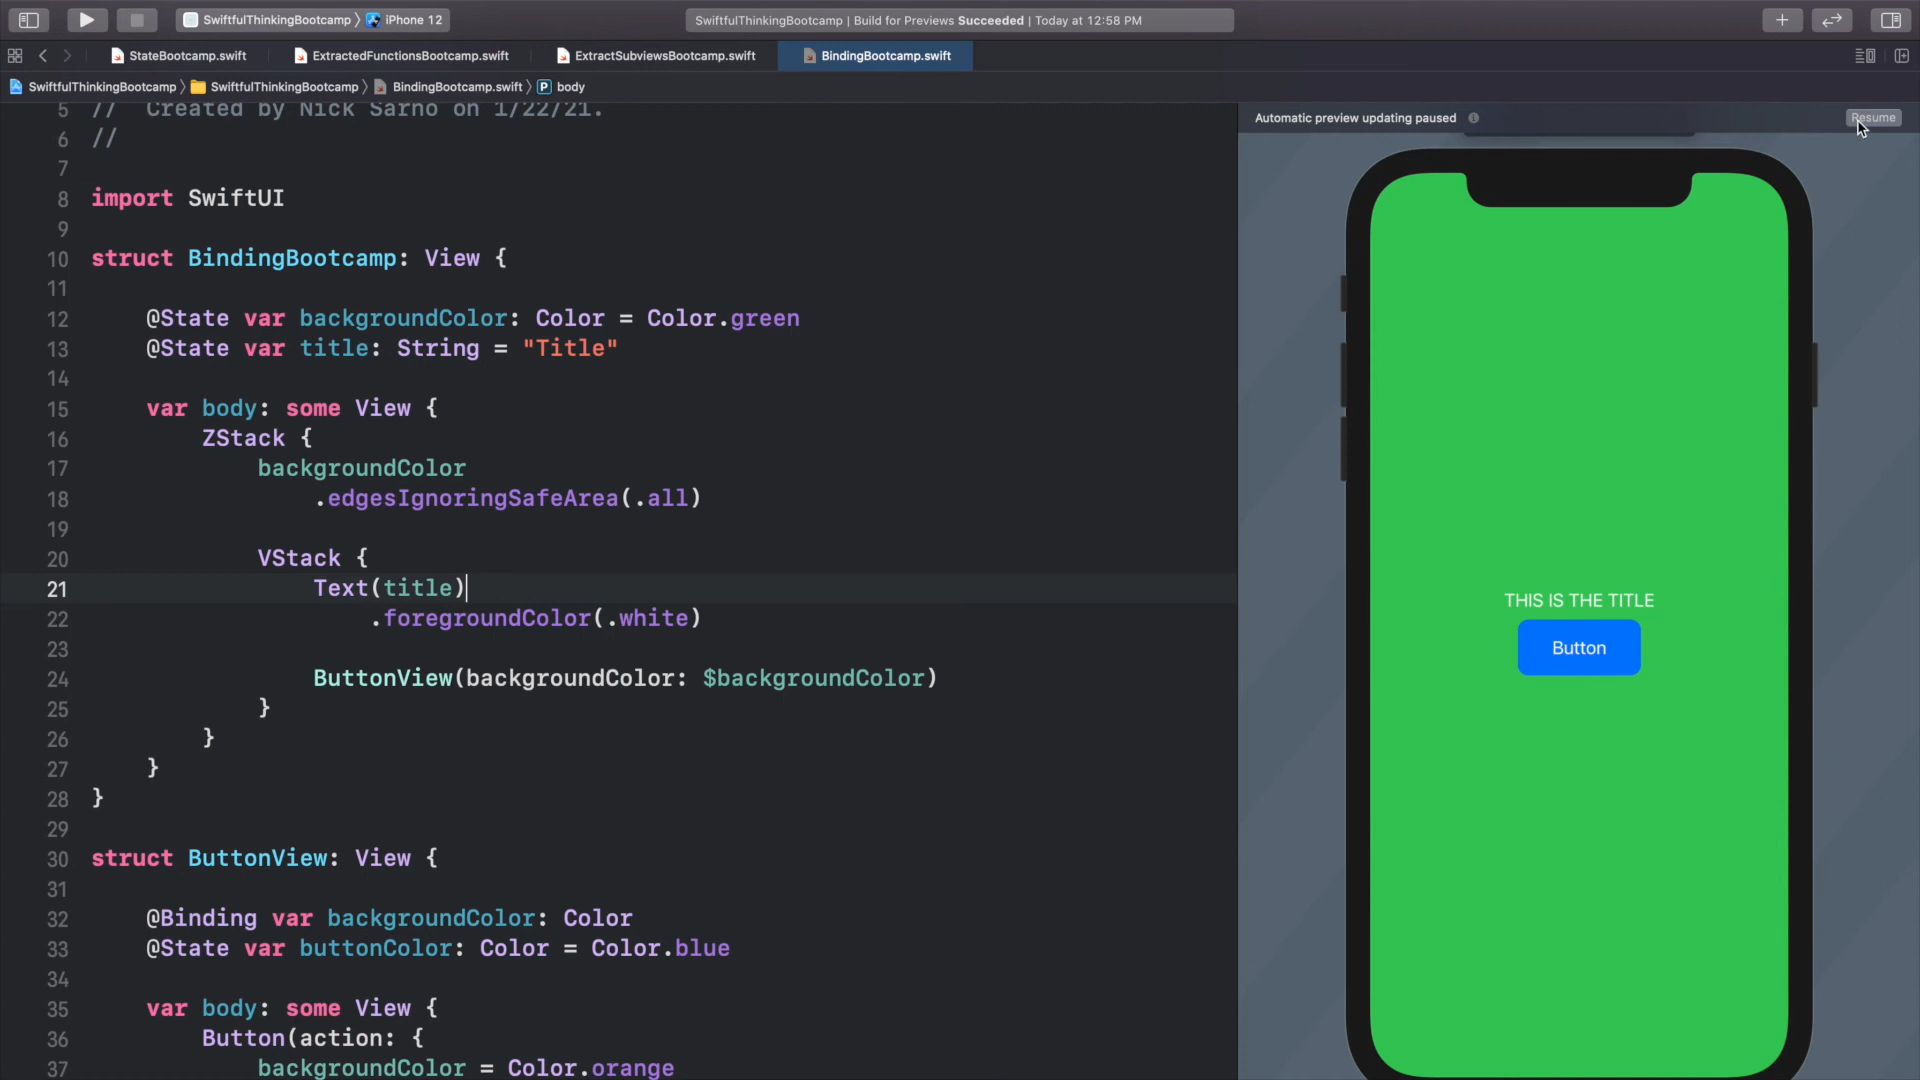 SwiftfulThinkingBootcamp 〉 iPhone 12
SwiftfulThinkingBootcamp | Build for Previews Succeeded | Today at 12:58 PM
StateBootcamp.swift
ExtractedFunctionsBootcamp.swift
ExtractSubviewsBootcamp.swift
BindingBootcamp.swift
SwiftfulThinkingBootcamp 〉 SwiftfulThinkingBootcamp 〉 BindingBootcamp.swift 〉 P body
5 //  Created by Nick Sarno on 1/22/21.
6 //
7
8 import SwiftUI
9
10 struct BindingBootcamp: View {
11
12     @State var backgroundColor: Color = Color.green
13     @State var title: String = "Title"
14
15     var body: some View {
16         ZStack {
17             backgroundColor
18                 .edgesIgnoringSafeArea(.all)
19
20             VStack {
21                 Text(title)
22                     .foregroundColor(.white)
23
24                 ButtonView(backgroundColor: $backgroundColor)
25             }
26         }
27     }
28 }
29
30 struct ButtonView: View {
31
32     @Binding var backgroundColor: Color
33     @State var buttonColor: Color = Color.blue
34
35     var body: some View {
36         Button(action: {
37             backgroundColor = Color.orange
Automatic preview updating paused
Resume
THIS IS THE TITLE
Button